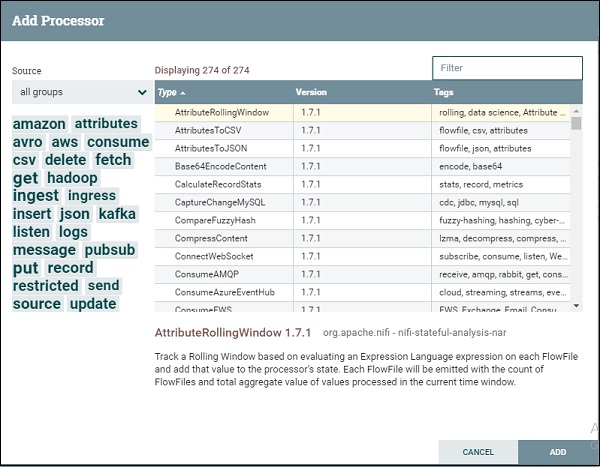 Add Processor
Source
Displaying 274 of 274
Filter
all groups
Type Version Tags
amazon attributes
avro aws consume
csv delete fetch
get hadoop
ingest ingress
insert json kafka
listen logs
message pubsub
put record
restricted send
source update
AttributeRollingWindow 1.7.1 rolling, data science, Attribute ...
AttributesToCSV 1.7.1 flowfile, csv, attributes
AttributesToJSON 1.7.1 flowfile, json, attributes
Base64EncodeContent 1.7.1 encode, base64
CalculateRecordStats 1.7.1 stats, record, metrics
CaptureChangeMySQL 1.7.1 cdc, jdbc, mysql, sql
CompareFuzzyHash 1.7.1 fuzzy-hashing, hashing, cyber-...
CompressContent 1.7.1 lzma, decompress, compress, ...
ConnectWebSocket 1.7.1 subscribe, consume, listen, We...
ConsumeAMQP 1.7.1 receive, amqp, rabbit, get, cons...
ConsumeAzureEventHub 1.7.1 cloud, streaming, streams, eve...
ConsumeEWS 1.7.1 EWS, Exchange, Email, Consu...
AttributeRollingWindow 1.7.1 org.apache.nifi - nifi-stateful-analysis-nar
Track a Rolling Window based on evaluating an Expression Language expression on each FlowFile
and add that value to the processor's state. Each FlowFile will be emitted with the count of
FlowFiles and total aggregate value of values processed in the current time window.
CANCEL ADD